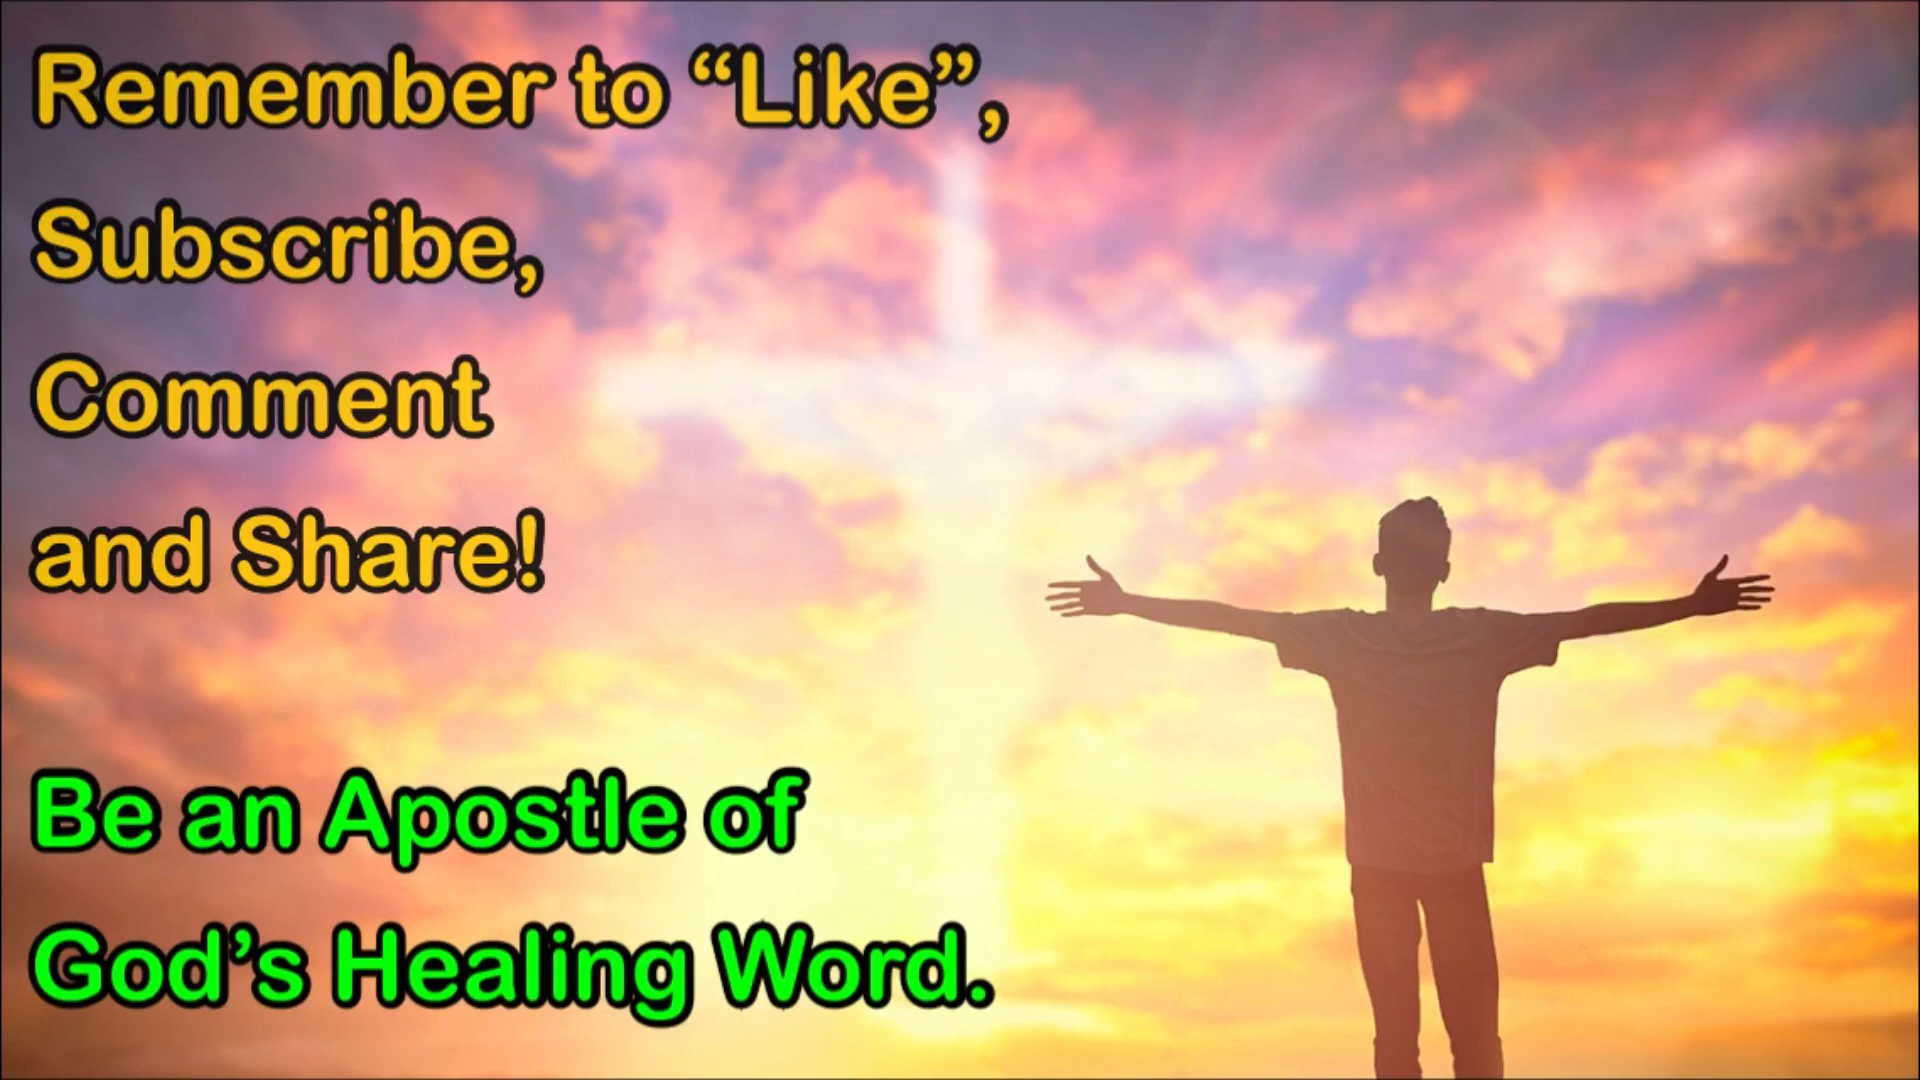 Remember to “Like”,
Subscribe,
Comment
and Share!
Be an Apostle of
God’s Healing Word.